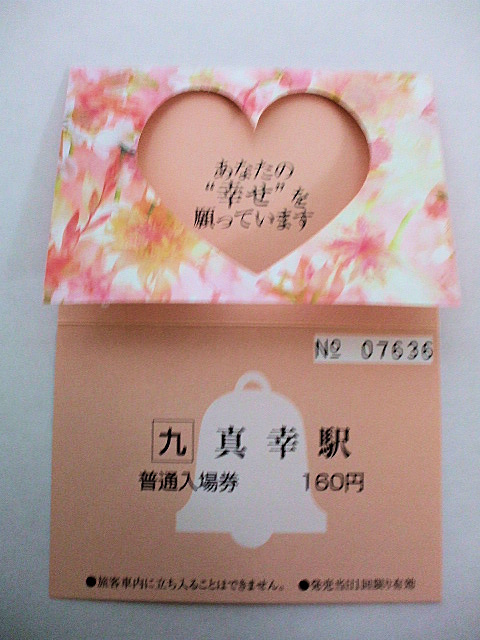 あなたの
“幸せ”を
願っています
№ 07636
九 真幸駅
普通入場券 160円
●旅客車内に立ち入ることはできません。 ●発売当日1回限り有効